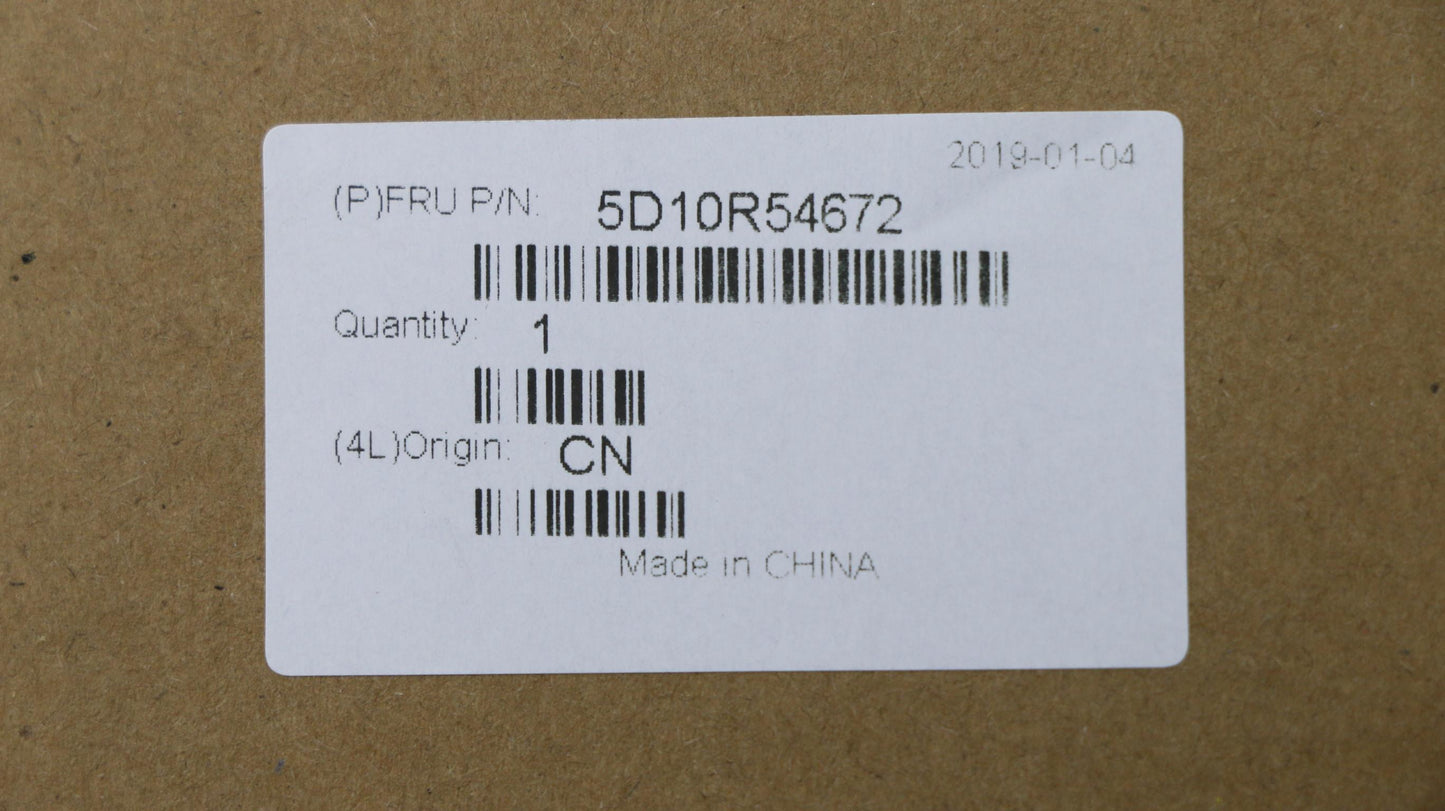 2019-01-04
(P)FRU P/N: 5D10R54672
Quantity: 1
(4L)Origin: CN
Made in CHINA